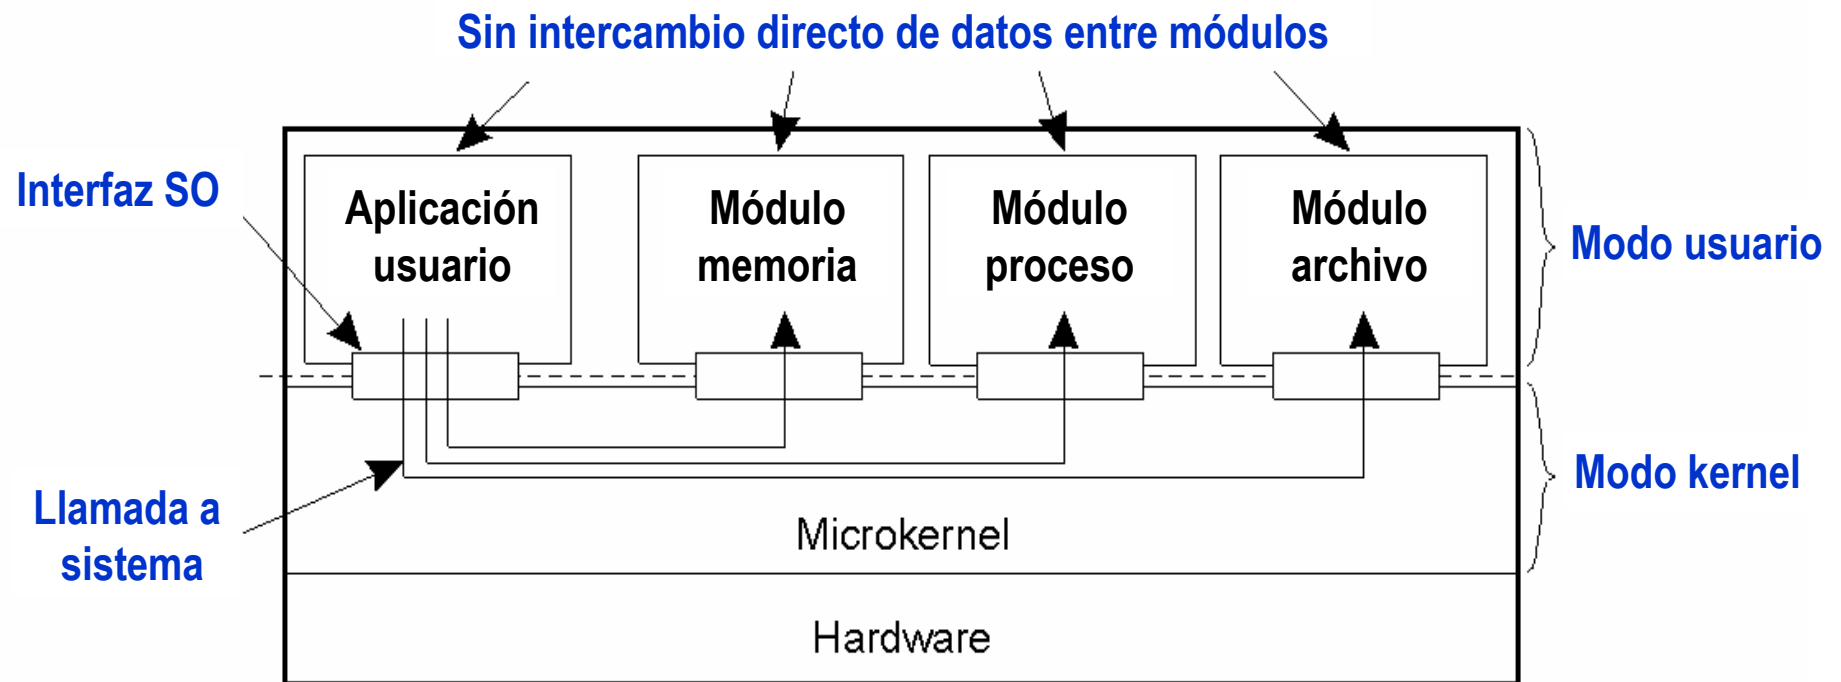 Sin intercambio directo de datos entre módulos
Interfaz SO
Aplicación
usuario
Módulo
memoria
Módulo
proceso
Módulo
archivo
Modo usuario
Llamada a
sistema
Modo kernel
Microkernel
Hardware